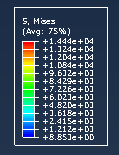 S, Mises
(Avg: 75%)
+1.444e+04
+1.324e+04
+1.204e+04
+1.084e+04
+9.632e+03
+8.429e+03
+7.226e+03
+6.023e+03
+4.820e+03
+3.618e+03
+2.415e+03
+1.212e+03
+8.853e+00